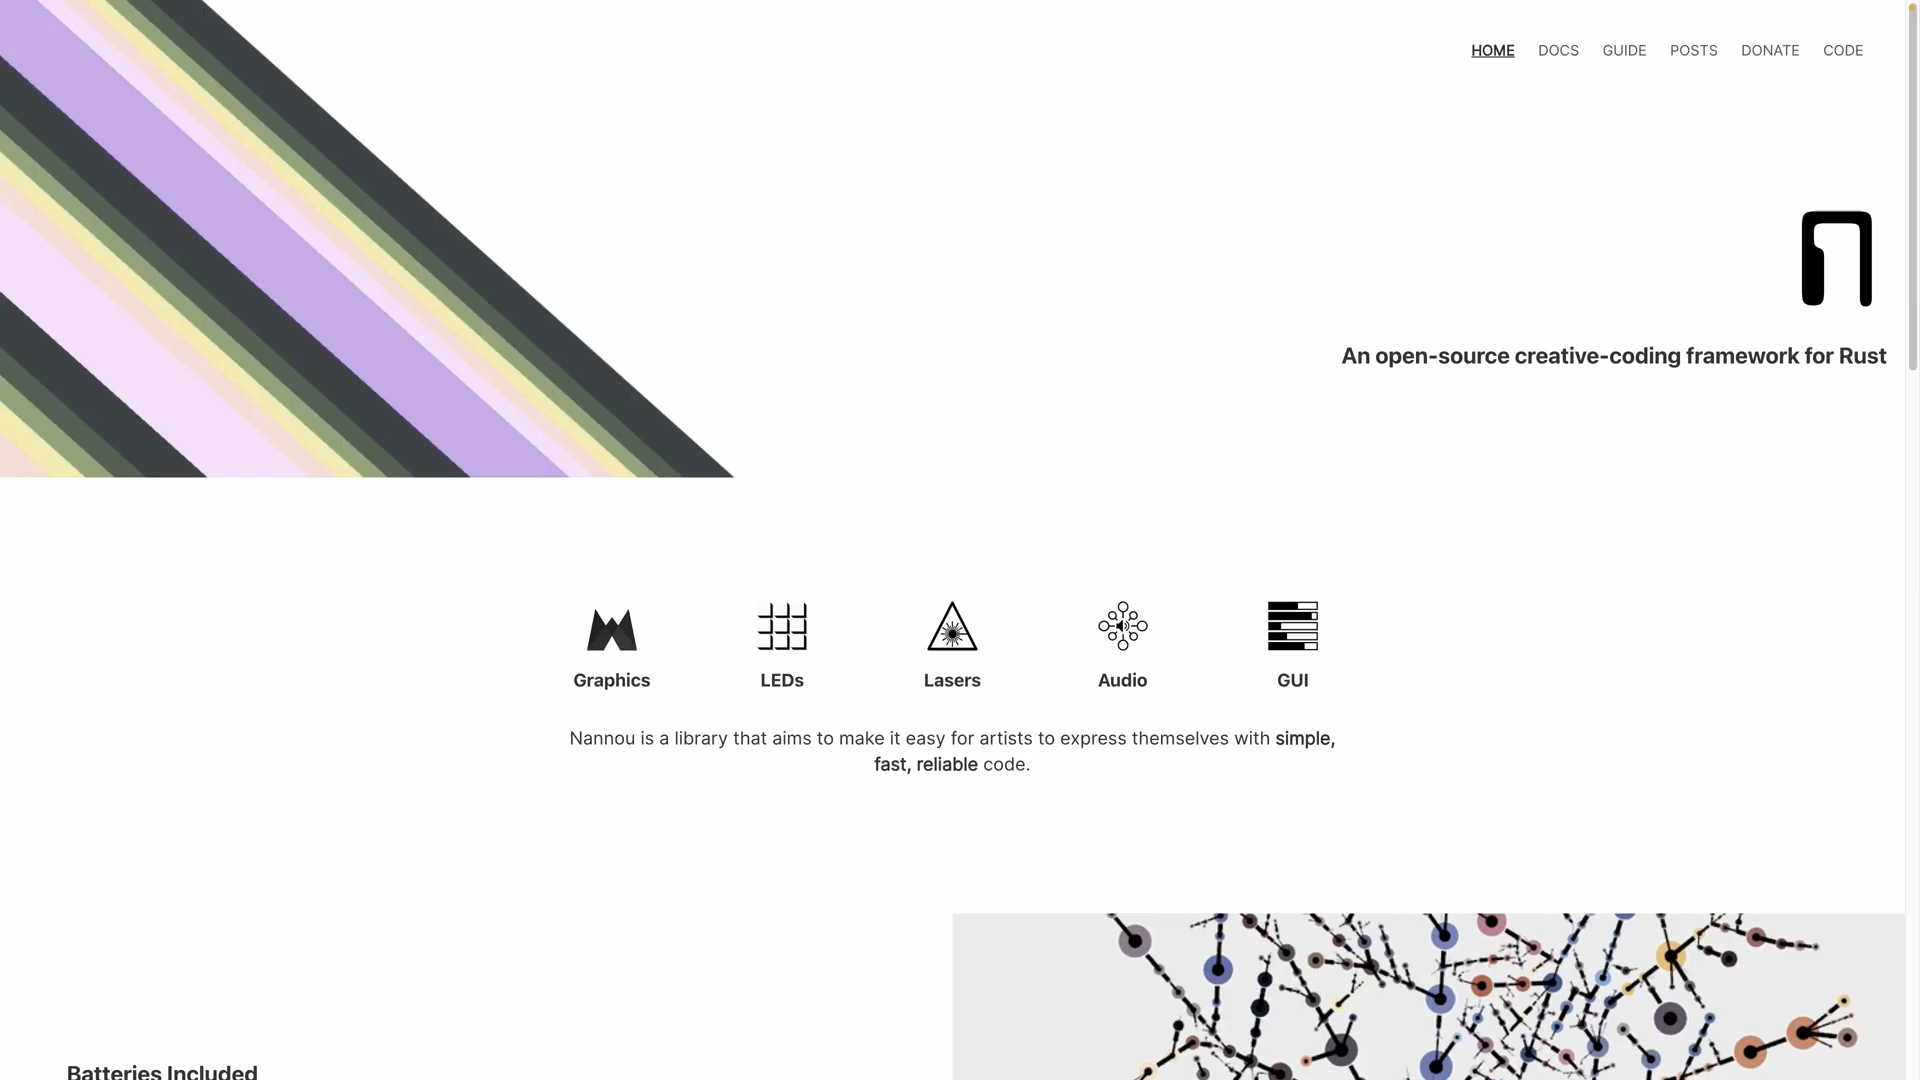 HOME DOCS GUIDE POSTS DONATE CODE
An open-source creative-coding framework for Rust
Graphics LEDs Lasers Audio GUI
Nannou is a library that aims to make it easy for artists to express themselves with simple,
fast, reliable code.
Batteries Included